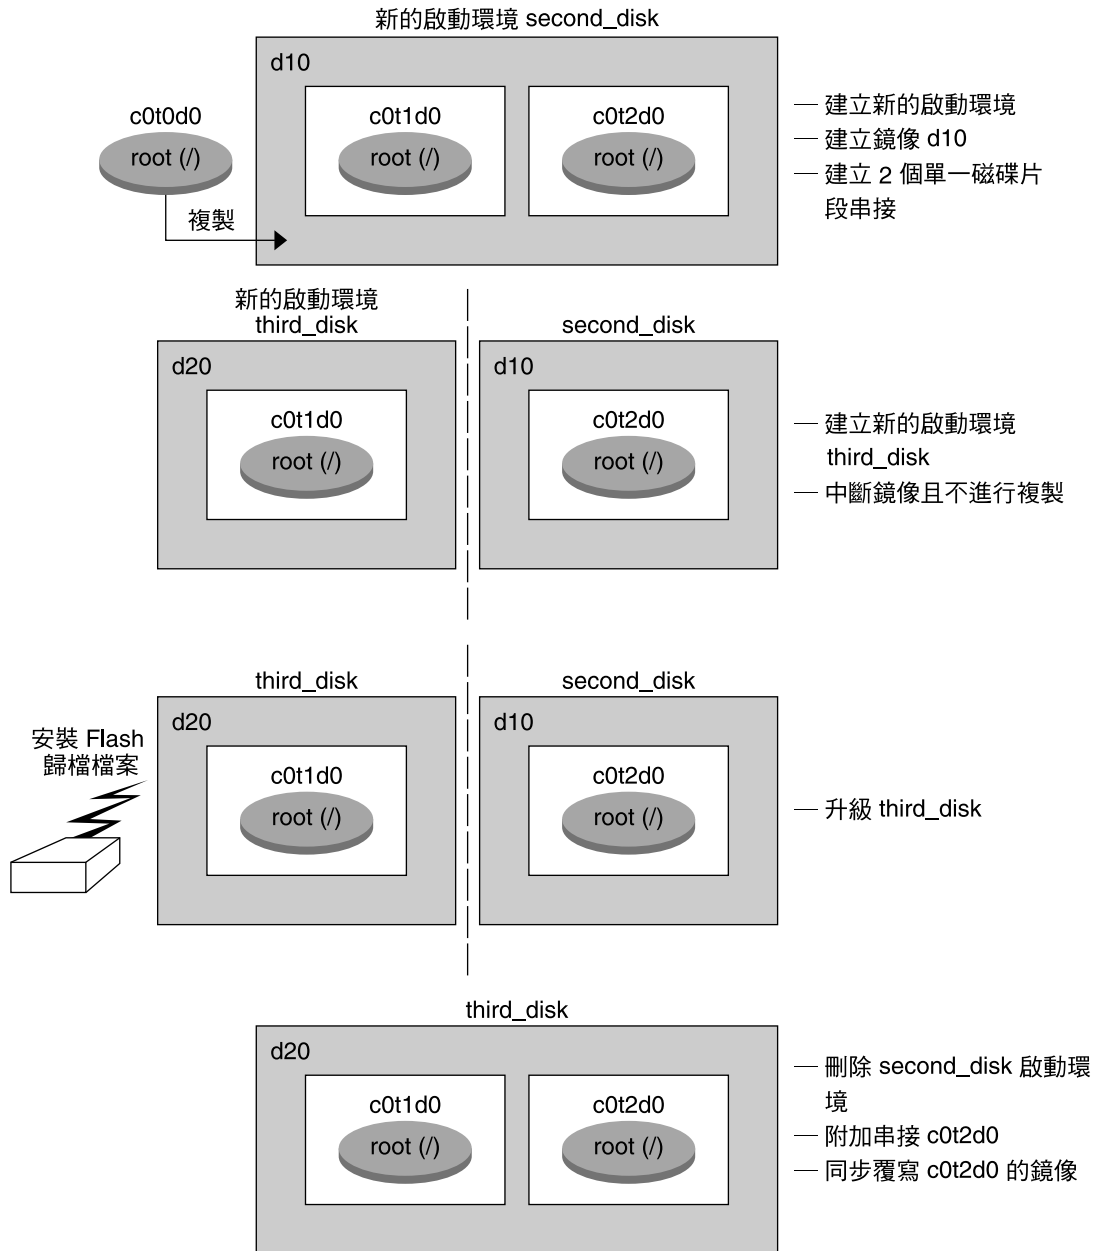 新的啟動環境 second_disk
d10
c0t0d0
root (/)
複製
c0t1d0
root (/)
c0t2d0
root (/)
— 建立新的啟動環境
— 建立鏡像 d10
— 建立 2 個單一磁碟片
段串接
新的啟動環境
third_disk
d20
c0t1d0
root (/)
second_disk
d10
c0t2d0
root (/)
— 建立新的啟動環境
third_disk
— 中斷鏡像且不進行複製
安裝 Flash
歸檔檔案
third_disk
d20
c0t1d0
root (/)
second_disk
d10
c0t2d0
root (/)
— 升級 third_disk
third_disk
d20
c0t1d0
root (/)
c0t2d0
root (/)
— 刪除 second_disk 啟動環
境
— 附加串接 c0t2d0
— 同步覆寫 c0t2d0 的鏡像